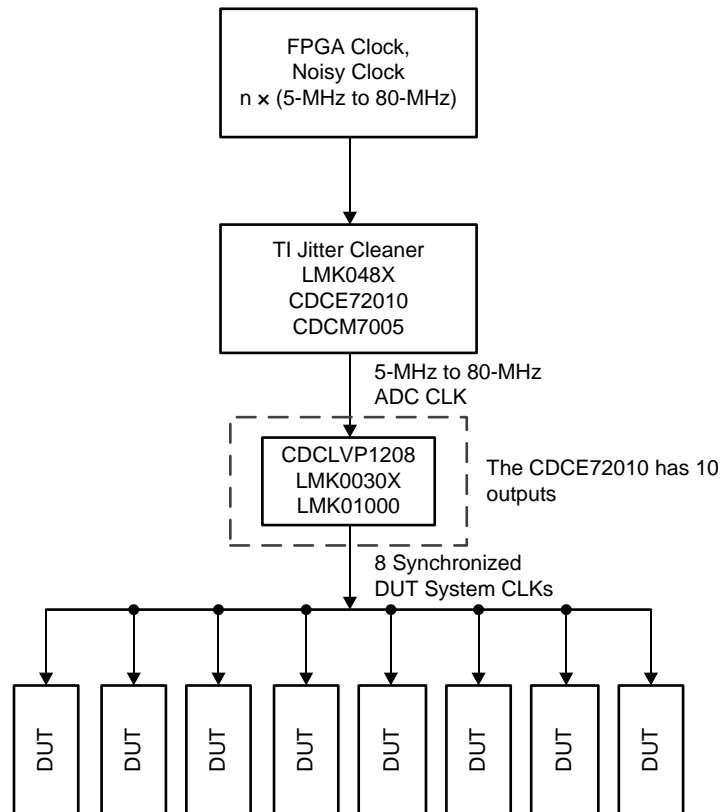 FPGA Clock,
Noisy Clock
n × (5-MHz to 80-MHz)
TI Jitter Cleaner
LMK048X
CDCE72010
CDCM7005
5-MHz to 80-MHz
ADC CLK
CDCLVP1208
LMK0030X
LMK01000
The CDCE72010 has 10
outputs
8 Synchronized
DUT System CLKs
DUT
DUT
DUT
DUT
DUT
DUT
DUT
DUT